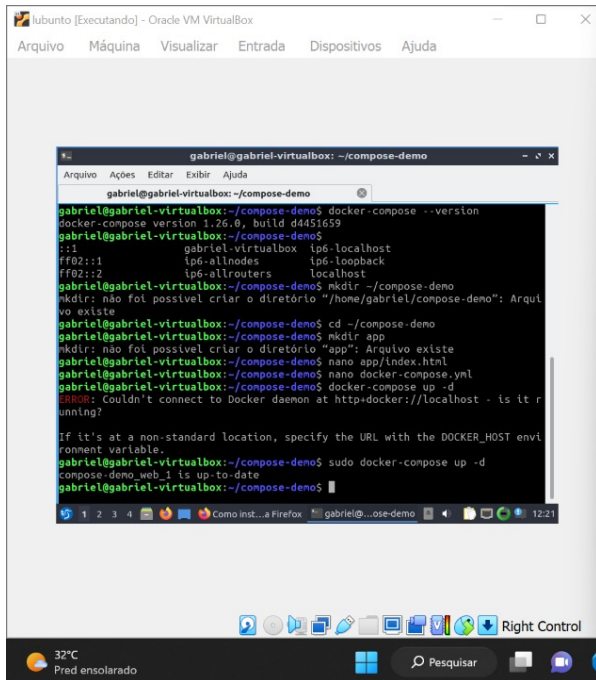 lubunto [Executando] - Oracle VM VirtualBox
Arquivo Máquina Visualizar Entrada Dispositivos Ajuda
gabriel@gabriel-virtualbox: ~/compose-demo
Arquivo Ações Editar Exibir Ajuda
gabriel@gabriel-virtualbox: ~/compose-demo
gabriel@gabriel-virtualbox:~/compose-demo$ docker-compose --version
docker-compose version 1.26.0, build d4451659
gabriel@gabriel-virtualbox:~/compose-demo$
::1 gabriel-virtualbox ip6-localhost
ff02::1 ip6-allnodes ip6-loopback
ff02::2 ip6-allrouters localhost
gabriel@gabriel-virtualbox:~/compose-demo$ mkdir ~/compose-demo
mkdir: não foi possível criar o diretório “/home/gabriel/compose-demo”: Arqui
vo existe
gabriel@gabriel-virtualbox:~/compose-demo$ cd ~/compose-demo
gabriel@gabriel-virtualbox:~/compose-demo$ mkdir app
mkdir: não foi possível criar o diretório “app”: Arquivo existe
gabriel@gabriel-virtualbox:~/compose-demo$ nano app/index.html
gabriel@gabriel-virtualbox:~/compose-demo$ nano docker-compose.yml
gabriel@gabriel-virtualbox:~/compose-demo$ docker-compose up -d
ERROR: Couldn't connect to Docker daemon at http+docker://localhost - is it r
unning?
If it's at a non-standard location, specify the URL with the DOCKER_HOST envi
ronment variable.
gabriel@gabriel-virtualbox:~/compose-demo$ sudo docker-compose up -d
compose-demo_web_1 is up-to-date
gabriel@gabriel-virtualbox:~/compose-demo$
1 2 3 4 Como inst...a Firefox gabriel@...ose-demo 12:21
Right Control
32°C
Pred ensolarado
Pesquisar